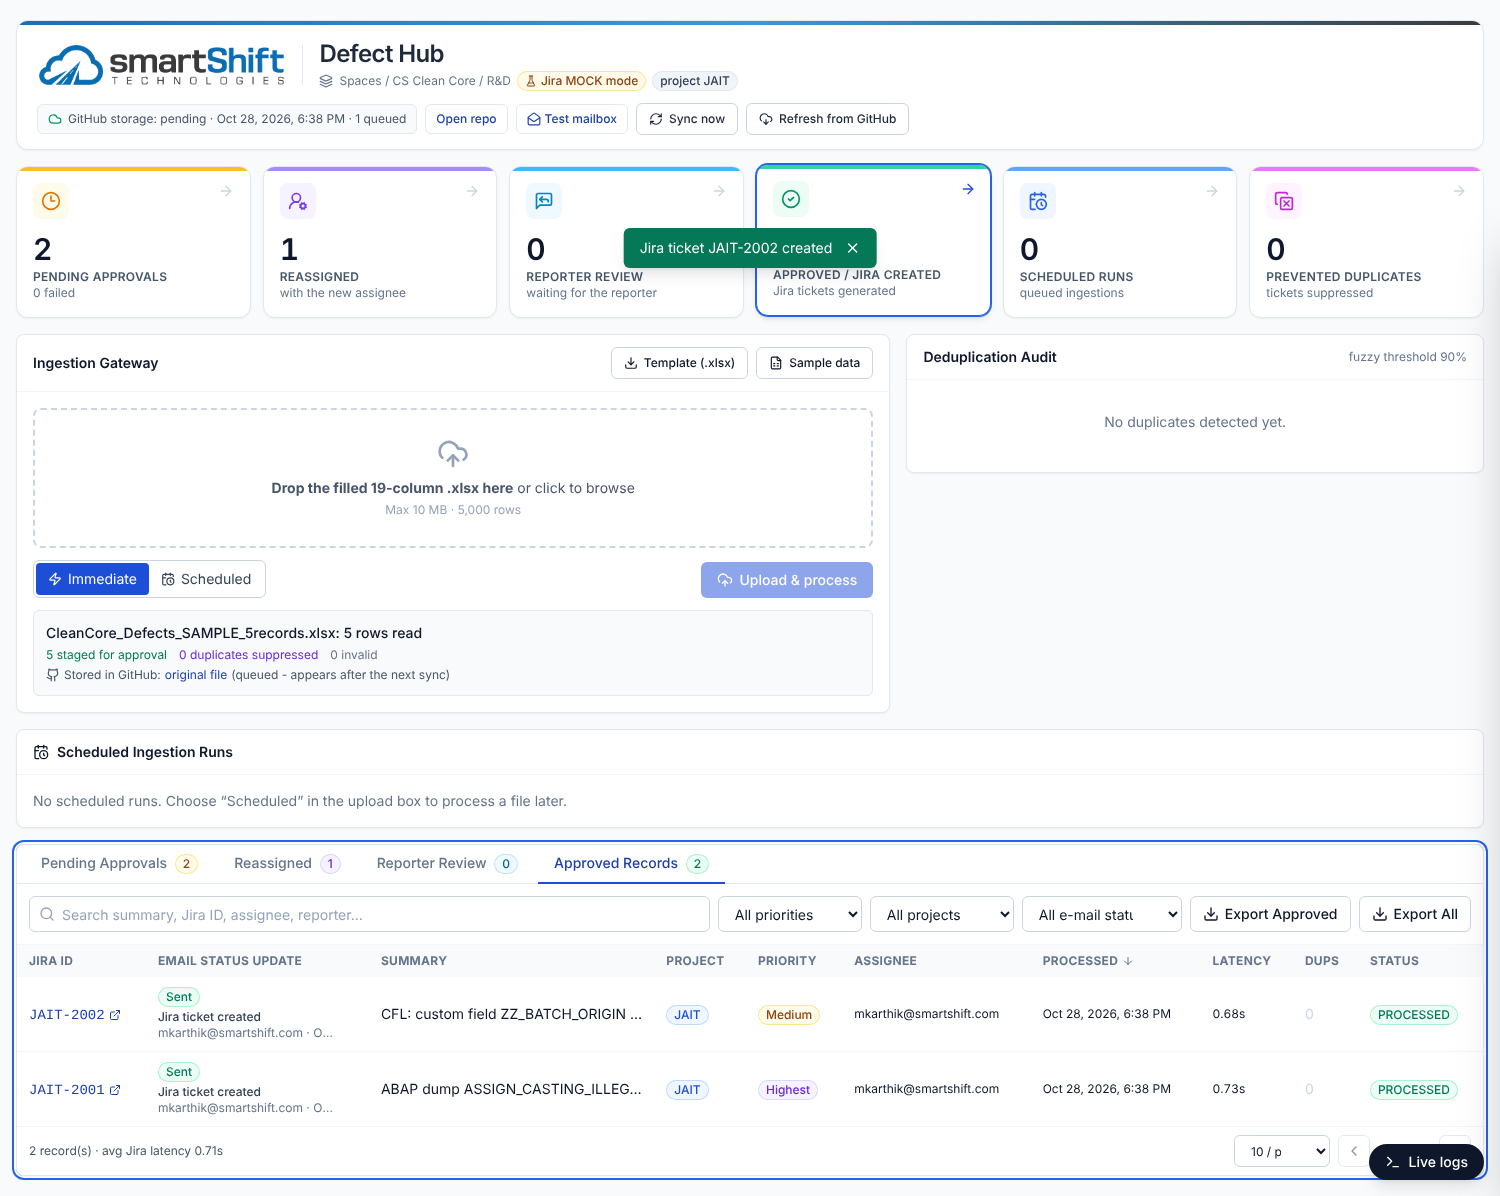 smartShift
TECHNOLOGIES
Defect Hub
Spaces / CS Clean Core / R&D
Jira MOCK mode
project JAIT
GitHub storage: pending · Oct 28, 2026, 6:38 PM · 1 queued
Open repo
Test mailbox
Sync now
Refresh from GitHub
2
PENDING APPROVALS
0 failed
1
REASSIGNED
with the new assignee
0
REPORTER REVIEW
waiting for the reporter
Jira ticket JAIT-2002 created
APPROVED / JIRA CREATED
Jira tickets generated
0
SCHEDULED RUNS
queued ingestions
0
PREVENTED DUPLICATES
tickets suppressed
Ingestion Gateway
Template (.xlsx)
Sample data
Drop the filled 19-column .xlsx here or click to browse
Max 10 MB · 5,000 rows
Immediate
Scheduled
Upload & process
CleanCore_Defects_SAMPLE_5records.xlsx: 5 rows read
5 staged for approval 0 duplicates suppressed 0 invalid
Stored in GitHub: original file (queued - appears after the next sync)
Deduplication Audit
fuzzy threshold 90%
No duplicates detected yet.
Scheduled Ingestion Runs
No scheduled runs. Choose “Scheduled” in the upload box to process a file later.
Pending Approvals 2
Reassigned 1
Reporter Review 0
Approved Records 2
Search summary, Jira ID, assignee, reporter...
All priorities
All projects
All e-mail statu
Export Approved
Export All
JIRA ID EMAIL STATUS UPDATE SUMMARY PROJECT PRIORITY ASSIGNEE PROCESSED LATENCY DUPS STATUS
Sent
JAIT-2002 Jira ticket created CFL: custom field ZZ_BATCH_ORIGIN ... JAIT Medium mkarthik@smartshift.com Oct 28, 2026, 6:38 PM 0.68s 0 PROCESSED
mkarthik@smartshift.com · O...
Sent
JAIT-2001 Jira ticket created ABAP dump ASSIGN_CASTING_ILLEG... JAIT Highest mkarthik@smartshift.com Oct 28, 2026, 6:38 PM 0.73s 0 PROCESSED
mkarthik@smartshift.com · O...
2 record(s) · avg Jira latency 0.71s
10 / p
Live logs